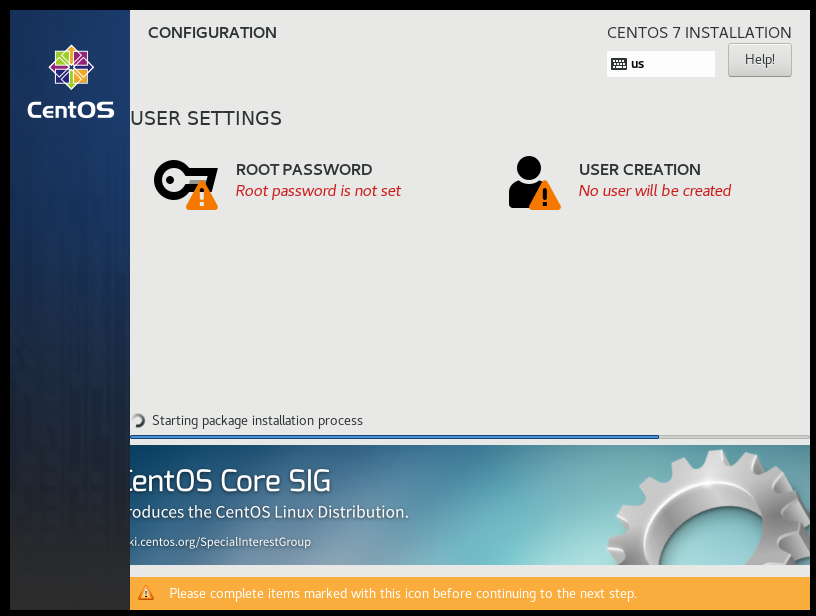 CentOS
CONFIGURATION
CENTOS 7 INSTALLATION
us
Help!
USER SETTINGS
ROOT PASSWORD
Root password is not set
USER CREATION
No user will be created
Starting package installation process
entOS Core SIG
roduces the CentOS Linux Distribution.
ki.centos.org/SpecialInterestGroup
Please complete items marked with this icon before continuing to the next step.